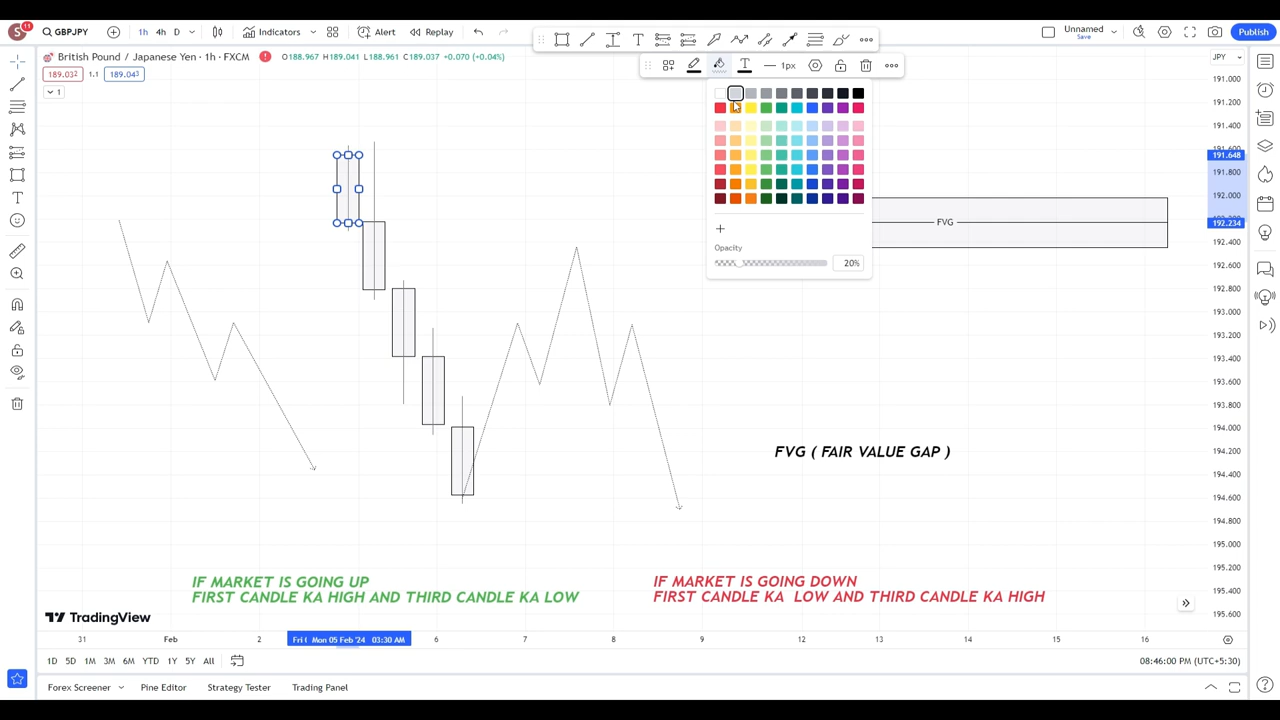 S 11 GBPJPY 1h 4h D Indicators Alert Replay Unnamed Save Publish
British Pound / Japanese Yen · 1h · FXCM O188.967 H189.041 L188.961 C189.037 +0.070 (+0.04%) JPY
189.032 1.1 189.043
1
1px
191.000
191.200
191.400
191.648
191.800
192.000
192.234
192.400
192.600
192.800
193.000
193.200
193.400
193.600
193.800
194.000
194.200
194.400
194.600
194.800
195.000
195.200
195.400
195.600
FVG
Opacity
20%
FVG ( FAIR VALUE GAP )
IF MARKET IS GOING UP
FIRST CANDLE KA HIGH AND THIRD CANDLE KA LOW
IF MARKET IS GOING DOWN
FIRST CANDLE KA LOW AND THIRD CANDLE KA HIGH
TradingView
31 Feb 2 Mon 05 Feb '24 03:30 AM 6 7 8 9 12 13 14 15 16
1D 5D 1M 3M 6M YTD 1Y 5Y All 08:46:00 PM (UTC+5:30)
Forex Screener Pine Editor Strategy Tester Trading Panel